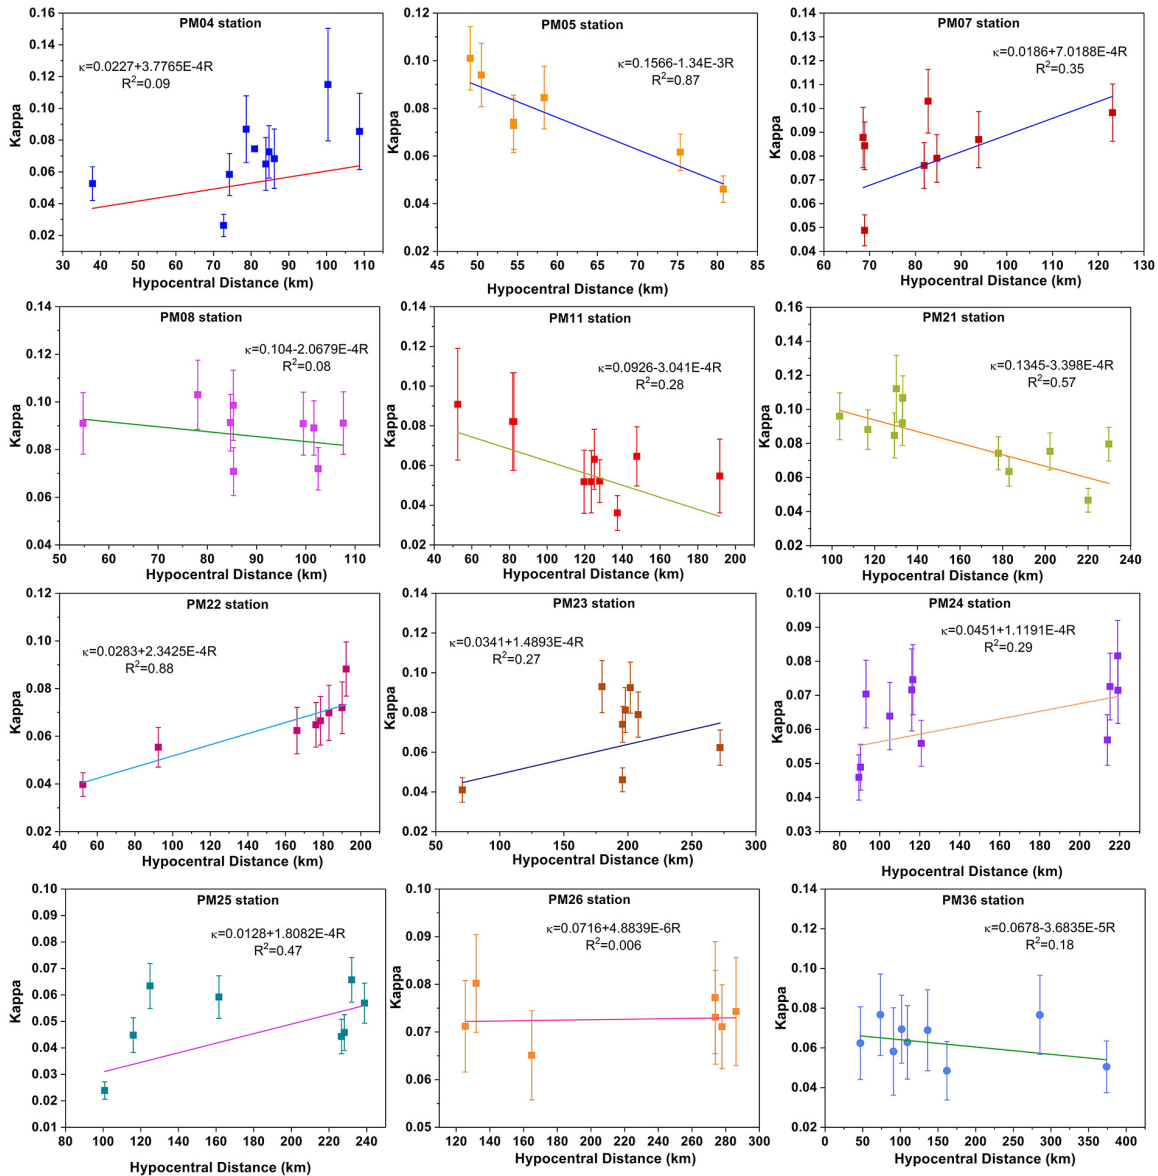 PM04 station
κ=0.0227+3.7765E-4R
R²=0.09
Kappa
0.16
0.14
0.12
0.10
0.08
0.06
0.04
0.02
30 40 50 60 70 80 90 100 110
Hypocentral Distance (km)
PM05 station
κ=0.1566-1.34E-3R
R²=0.87
Kappa
0.12
0.10
0.08
0.06
0.04
0.02
45 50 55 60 65 70 75 80 85
Hypocentral Distance (km)
PM07 station
κ=0.0186+7.0188E-4R
R²=0.35
Kappa
0.14
0.13
0.12
0.11
0.10
0.09
0.08
0.07
0.06
0.05
0.04
60 70 80 90 100 110 120 130
Hypocentral Distance (km)
PM08 station
κ=0.104-2.0679E-4R
R²=0.08
Kappa
0.14
0.12
0.10
0.08
0.06
0.04
50 60 70 80 90 100 110
Hypocentral Distance (km)
PM11 station
κ=0.0926-3.041E-4R
R²=0.28
Kappa
0.14
0.12
0.10
0.08
0.06
0.04
0.02
40 60 80 100 120 140 160 180 200
Hypocentral Distance (km)
PM21 station
κ=0.1345-3.398E-4R
R²=0.57
Kappa
0.16
0.14
0.12
0.10
0.08
0.06
0.04
0.02
100 120 140 160 180 200 220 240
Hypocentral Distance (km)
PM22 station
κ=0.0283+2.3425E-4R
R²=0.88
Kappa
0.12
0.10
0.08
0.06
0.04
0.02
40 60 80 100 120 140 160 180 200
Hypocentral Distance (km)
PM23 station
κ=0.0341+1.4893E-4R
R²=0.27
Kappa
0.14
0.12
0.10
0.08
0.06
0.04
0.02
50 100 150 200 250 300
Hypocentral Distance (km)
PM24 station
κ=0.0451+1.1191E-4R
R²=0.29
Kappa
0.10
0.09
0.08
0.07
0.06
0.05
0.04
0.03
80 100 120 140 160 180 200 220
Hypocentral Distance (km)
PM25 station
κ=0.0128+1.8082E-4R
R²=0.47
Kappa
0.10
0.09
0.08
0.07
0.06
0.05
0.04
0.03
0.02
0.01
80 100 120 140 160 180 200 220 240
Hypocentral Distance (km)
PM26 station
κ=0.0716+4.8839E-6R
R²=0.006
Kappa
0.10
0.09
0.08
0.07
0.06
0.05
120 140 160 180 200 220 240 260 280 300
Hypocentral Distance (km)
PM36 station
κ=0.0678-3.6835E-5R
R²=0.18
Kappa
0.14
0.12
0.10
0.08
0.06
0.04
0.02
0 50 100 150 200 250 300 350 400
Hypocentral Distance (km)